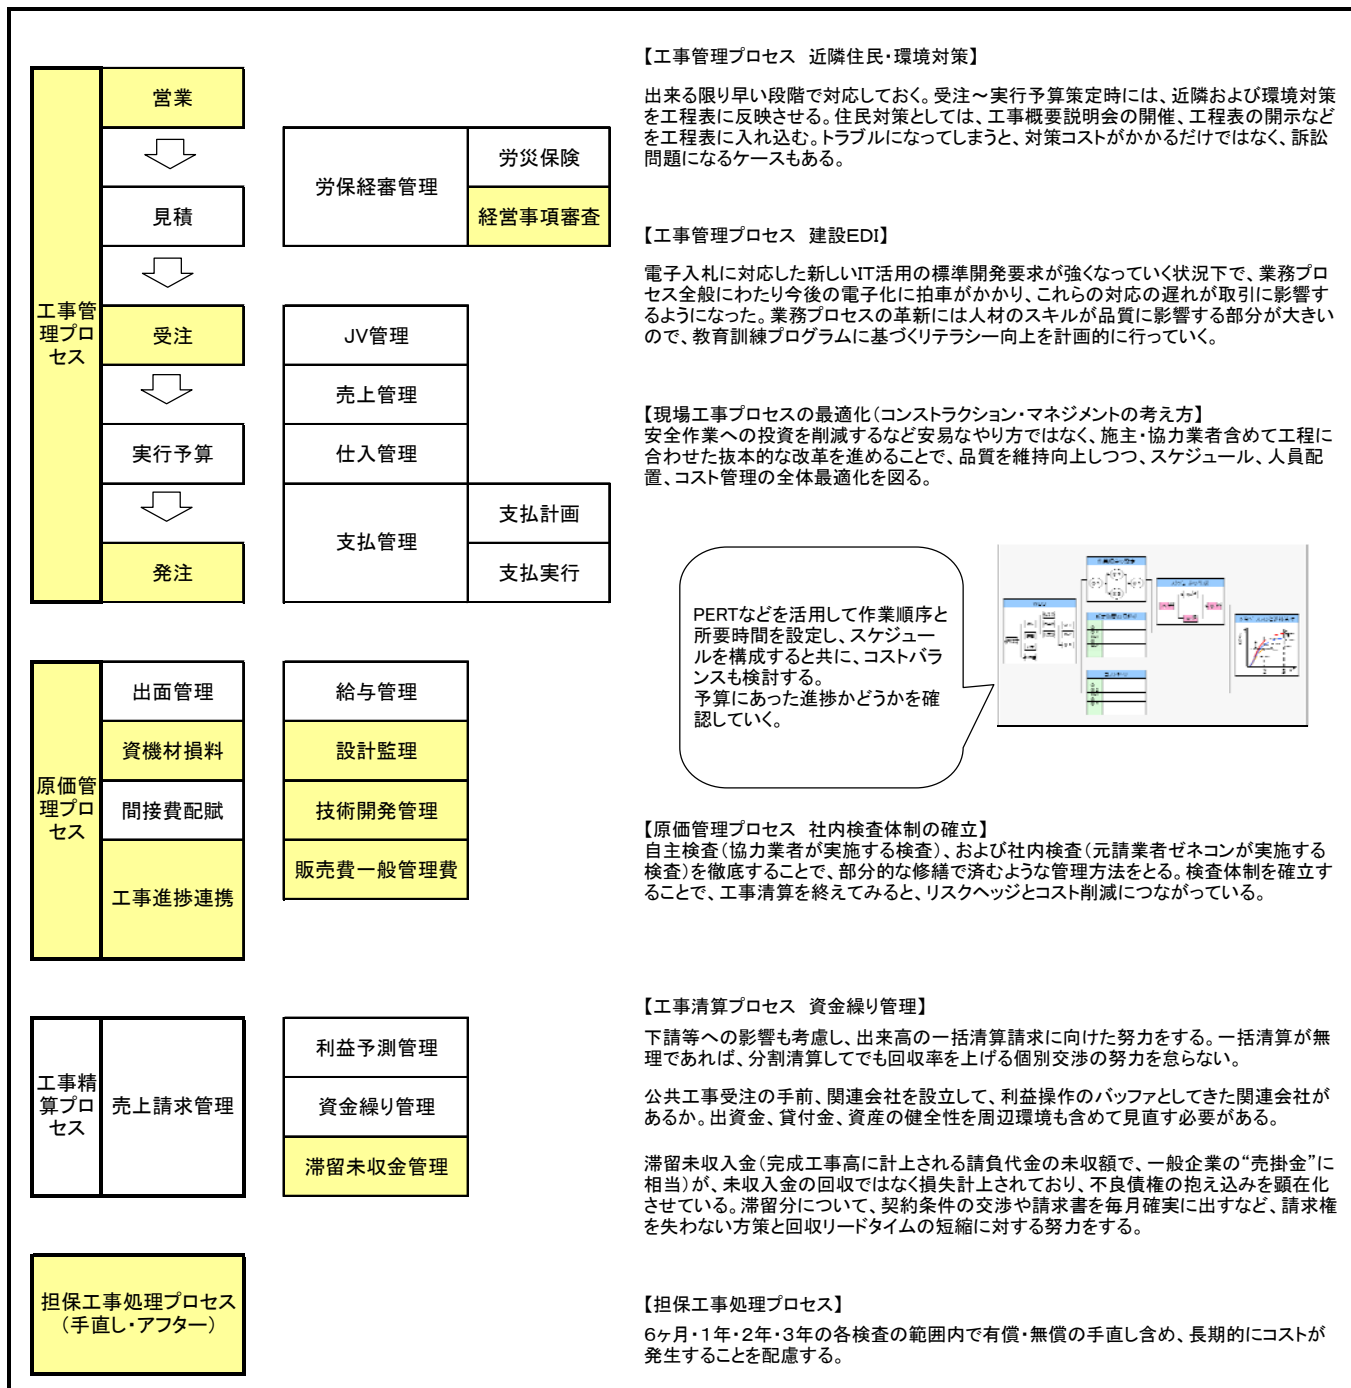 工事管理プロセス
営業
見積
受注
実行予算
発注
労保経審管理
労災保険
経営事項審査
JV管理
売上管理
仕入管理
支払管理
支払計画
支払実行
原価管理プロセス
出面管理
資機材損料
間接費配賦
工事進捗連携
給与管理
設計監理
技術開発管理
販売費一般管理費
工事精算プロセス
売上請求管理
利益予測管理
資金繰り管理
滞留未収金管理
担保工事処理プロセス
(手直し・アフター)
【工事管理プロセス　近隣住民・環境対策】
出来る限り早い段階で対応しておく。受注～実行予算策定時には、近隣および環境対策
を工程表に反映させる。住民対策としては、工事概要説明会の開催、工程表の開示など
を工程表に入れ込む。トラブルになってしまうと、対策コストがかかるだけではなく、訴訟
問題になるケースもある。
【工事管理プロセス　建設EDI】
電子入札に対応した新しいIT活用の標準開発要求が強くなっていく状況下で、業務プロ
セス全般にわたり今後の電子化に拍車がかかり、これらの対応の遅れが取引に影響す
るようになった。業務プロセスの革新には人材のスキルが品質に影響する部分が大きい
ので、教育訓練プログラムに基づくリテラシー向上を計画的に行っていく。
【現場工事プロセスの最適化(コンストラクション・マネジメントの考え方】
安全作業への投資を削減するなど安易なやり方ではなく、施主・協力業者含めて工程に
合わせた抜本的な改革を進めることで、品質を維持向上しつつ、スケジュール、人員配
置、コスト管理の全体最適化を図る。
PERTなどを活用して作業順序と
所要時間を設定し、スケジュー
ルを構成すると共に、コストバラ
ンスも検討する。
予算にあった進捗かどうかを確
認していく。
【原価管理プロセス　社内検査体制の確立】
自主検査(協力業者が実施する検査)、および社内検査(元請業者ゼネコンが実施する
検査)を徹底することで、部分的な修繕で済むような管理方法をとる。検査体制を確立す
ることで、工事清算を終えてみると、リスクヘッジとコスト削減につながっている。
【工事清算プロセス　資金繰り管理】
下請等への影響も考慮し、出来高の一括清算請求に向けた努力をする。一括清算が無
理であれば、分割清算してでも回収率を上げる個別交渉の努力を怠らない。
公共工事受注の手前、関連会社を設立して、利益操作のバッファとしてきた関連会社が
あるか。出資金、貸付金、資産の健全性を周辺環境も含めて見直す必要がある。
滞留未収入金(完成工事高に計上される請負代金の未収額で、一般企業の“売掛金”に
相当)が、未収入金の回収ではなく損失計上されており、不良債権の抱え込みを顕在化
させている。滞留分について、契約条件の交渉や請求書を毎月確実に出すなど、請求権
を失わない方策と回収リードタイムの短縮に対する努力をする。
【担保工事処理プロセス】
6ヶ月・1年・2年・3年の各検査の範囲内で有償・無償の手直し含め、長期的にコストが
発生することを配慮する。